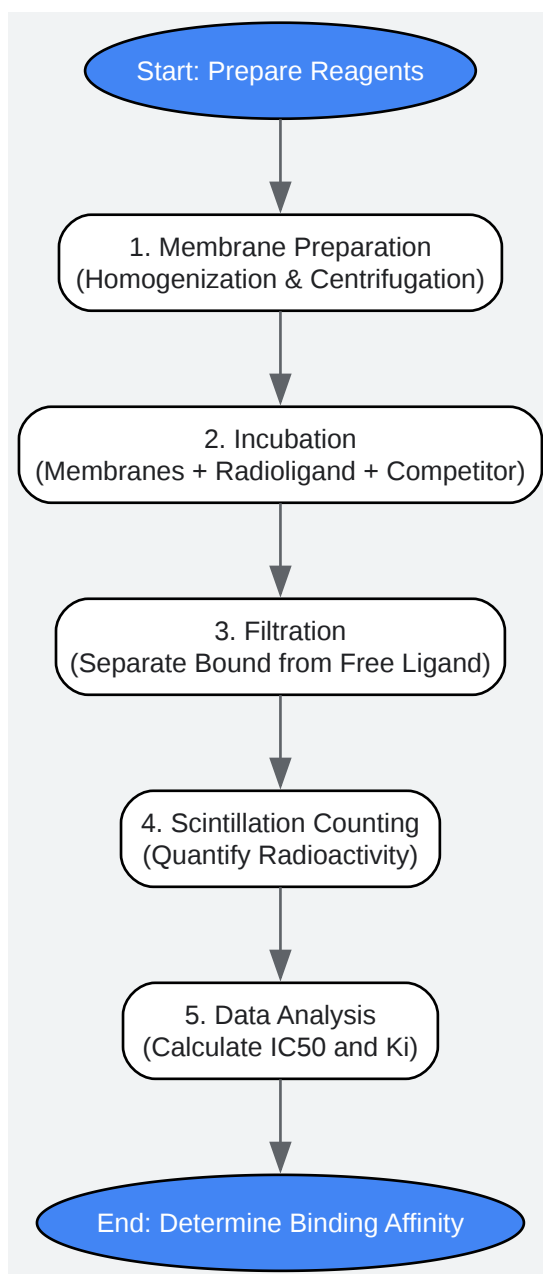 Start: Prepare Reagents
1. Membrane Preparation
(Homogenization & Centrifugation)
2. Incubation
(Membranes + Radioligand + Competitor)
3. Filtration
(Separate Bound from Free Ligand)
4. Scintillation Counting
(Quantify Radioactivity)
5. Data Analysis
(Calculate IC50 and Ki)
End: Determine Binding Affinity